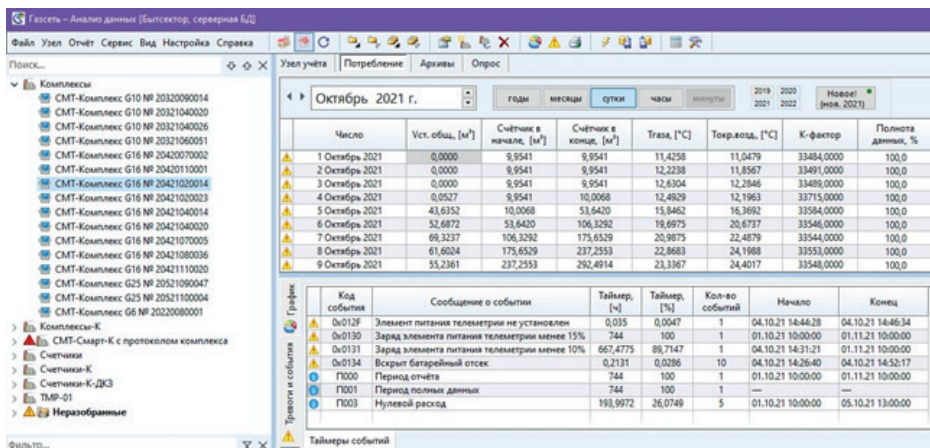 Газсеть – Анализ данных [Бытсектор, серверная БД]
Файл Узел Отчёт Сервис Вид Настройка Справка
Поиск...
Комплексы
СМТ-Комплекс G10 № 20320090014
СМТ-Комплекс G10 № 20321040020
СМТ-Комплекс G10 № 20321040026
СМТ-Комплекс G10 № 20321060051
СМТ-Комплекс G16 № 20420070002
СМТ-Комплекс G16 № 20420110001
СМТ-Комплекс G16 № 20421020014
СМТ-Комплекс G16 № 20421020023
СМТ-Комплекс G16 № 20421040014
СМТ-Комплекс G16 № 20421040020
СМТ-Комплекс G16 № 20421070005
СМТ-Комплекс G16 № 20421080036
СМТ-Комплекс G16 № 20421110020
СМТ-Комплекс G25 № 20521090047
СМТ-Комплекс G25 № 20521100004
СМТ-Комплекс G6 № 20220080001
Комплексы-К
СМТ-Смарт-К с протоколом комплекса
Счетчики
Счетчики-К
Счетчики-К-ДКЗ
ТМР-01
Неразобранные
Фильтр...
Узел учёта Потребление Архивы Опрос
Октябрь 2021 г. годы месяцы сутки часы минуты 2019 2020 2021 2022 Новое! (ноя. 2021)
Число Vст. общ., [м³] Счётчик в начале, [м³] Счётчик в конце, [м³] Тгаза, [°C] Токр.возд., [°C] К-фактор Полнота данных, %
1 Октябрь 2021 0,0000 9,9541 9,9541 11,4258 11,0479 33484,0000 100,0
2 Октябрь 2021 0,0000 9,9541 9,9541 12,2238 11,8567 33491,0000 100,0
3 Октябрь 2021 0,0000 9,9541 9,9541 12,6304 12,2846 33489,0000 100,0
4 Октябрь 2021 0,0527 9,9541 10,0068 12,4929 12,1963 33715,0000 100,0
5 Октябрь 2021 43,6352 10,0068 53,6420 15,8462 16,3692 33584,0000 100,0
6 Октябрь 2021 52,6872 53,6420 106,3292 19,6975 20,6737 33546,0000 100,0
7 Октябрь 2021 69,3237 106,3292 175,6529 20,9875 22,4879 33544,0000 100,0
8 Октябрь 2021 61,6024 175,6529 237,2553 22,8683 24,1988 33553,0000 100,0
9 Октябрь 2021 55,2361 237,2553 292,4914 23,3367 24,4017 33548,0000 100,0
График
Тревоги и события
Код события Сообщение о событии Таймер, [ч] Таймер, [%] Кол-во событий Начало Конец
0x012F Элемент питания телеметрии не установлен 0,035 0,0047 1 04.10.21 14:44:28 04.10.21 14:46:34
0x0130 Заряд элемента питания телеметрии менее 15% 744 100 1 01.10.21 10:00:00 01.11.21 10:00:00
0x0131 Заряд элемента питания телеметрии менее 10% 667,4775 89,7147 1 04.10.21 14:31:21 01.11.21 10:00:00
0x0134 Вскрыт батарейный отсек 0,2131 0,0286 10 04.10.21 14:26:40 04.10.21 14:52:17
П000 Период отчёта 744 100 1 01.10.21 10:00:00 01.11.21 10:00:00
П001 Период полных данных 744 100 1 — —
П003 Нулевой расход 193,9972 26,0749 5 01.10.21 10:00:00 05.10.21 13:00:00
Таймеры событий